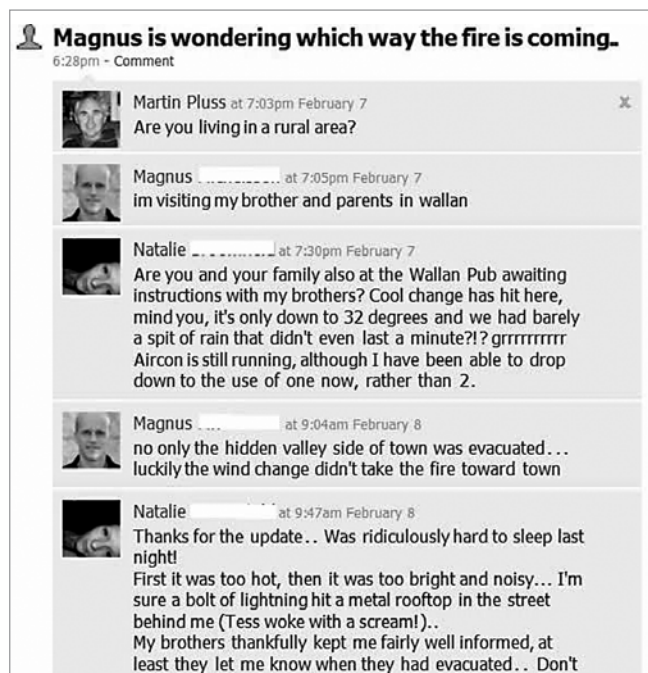 Magnus is wondering which way the fire is coming..
6:28pm - Comment
Martin Pluss at 7:03pm February 7
x
Are you living in a rural area?
Magnus at 7:05pm February 7
im visiting my brother and parents in wallan
Natalie at 7:30pm February 7
Are you and your family also at the Wallan Pub awaiting
instructions with my brothers? Cool change has hit here,
mind you, it's only down to 32 degrees and we had barely
a spit of rain that didn't even last a minute?!? grrrrrrrrrr
Aircon is still running, although I have been able to drop
down to the use of one now, rather than 2.
Magnus at 9:04am February 8
no only the hidden valley side of town was evacuated...
luckily the wind change didn't take the fire toward town
Natalie at 9:47am February 8
Thanks for the update.. Was ridiculously hard to sleep last
night!
First it was too hot, then it was too bright and noisy... I'm
sure a bolt of lightning hit a metal rooftop in the street
behind me (Tess woke with a scream!)..
My brothers thankfully kept me fairly well informed, at
least they let me know when they had evacuated.. Don't